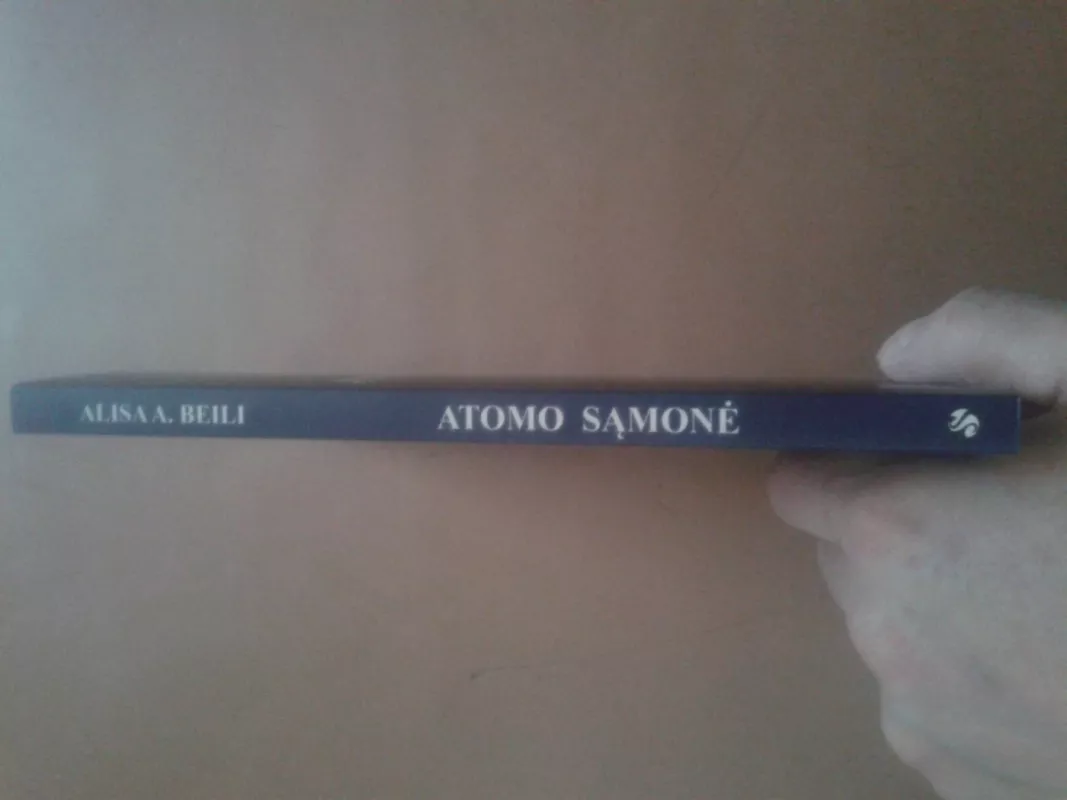 ALISA A. BEILI
ATOMO SĄMONĖ